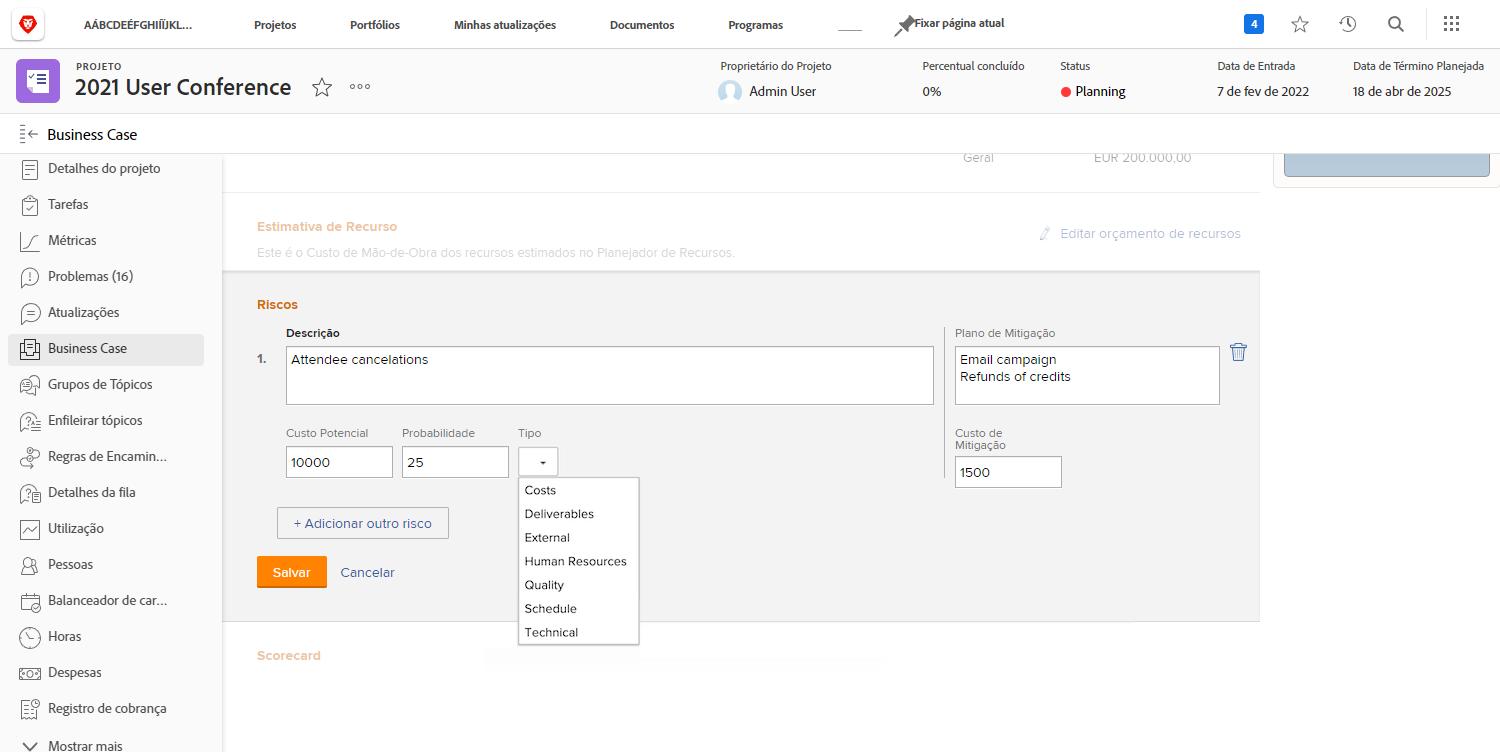 AÁBCDEÉFGHIÍÏJKL...
Projetos
Portfólios
Minhas atualizações
Documentos
Programas
Fixar página atual
4
PROJETO
2021 User Conference
Proprietário do Projeto
Admin User
Percentual concluído
0%
Status
Planning
Data de Entrada
7 de fev de 2022
Data de Término Planejada
18 de abr de 2025
Business Case
Detalhes do projeto
Tarefas
Métricas
Problemas (16)
Atualizações
Business Case
Grupos de Tópicos
Enfileirar tópicos
Regras de Encamin...
Detalhes da fila
Utilização
Pessoas
Balanceador de car...
Horas
Despesas
Registro de cobrança
Mostrar mais
Geral
EUR 200.000,00
Estimativa de Recurso
Este é o Custo de Mão-de-Obra dos recursos estimados no Planejador de Recursos.
Editar orçamento de recursos
Riscos
Descrição
1.
Attendee cancelations
Plano de Mitigação
Email campaign
Refunds of credits
Custo Potencial
10000
Probabilidade
25
Tipo
Costs
Deliverables
External
Human Resources
Quality
Schedule
Technical
Custo de
Mitigação
1500
+ Adicionar outro risco
Salvar
Cancelar
Scorecard